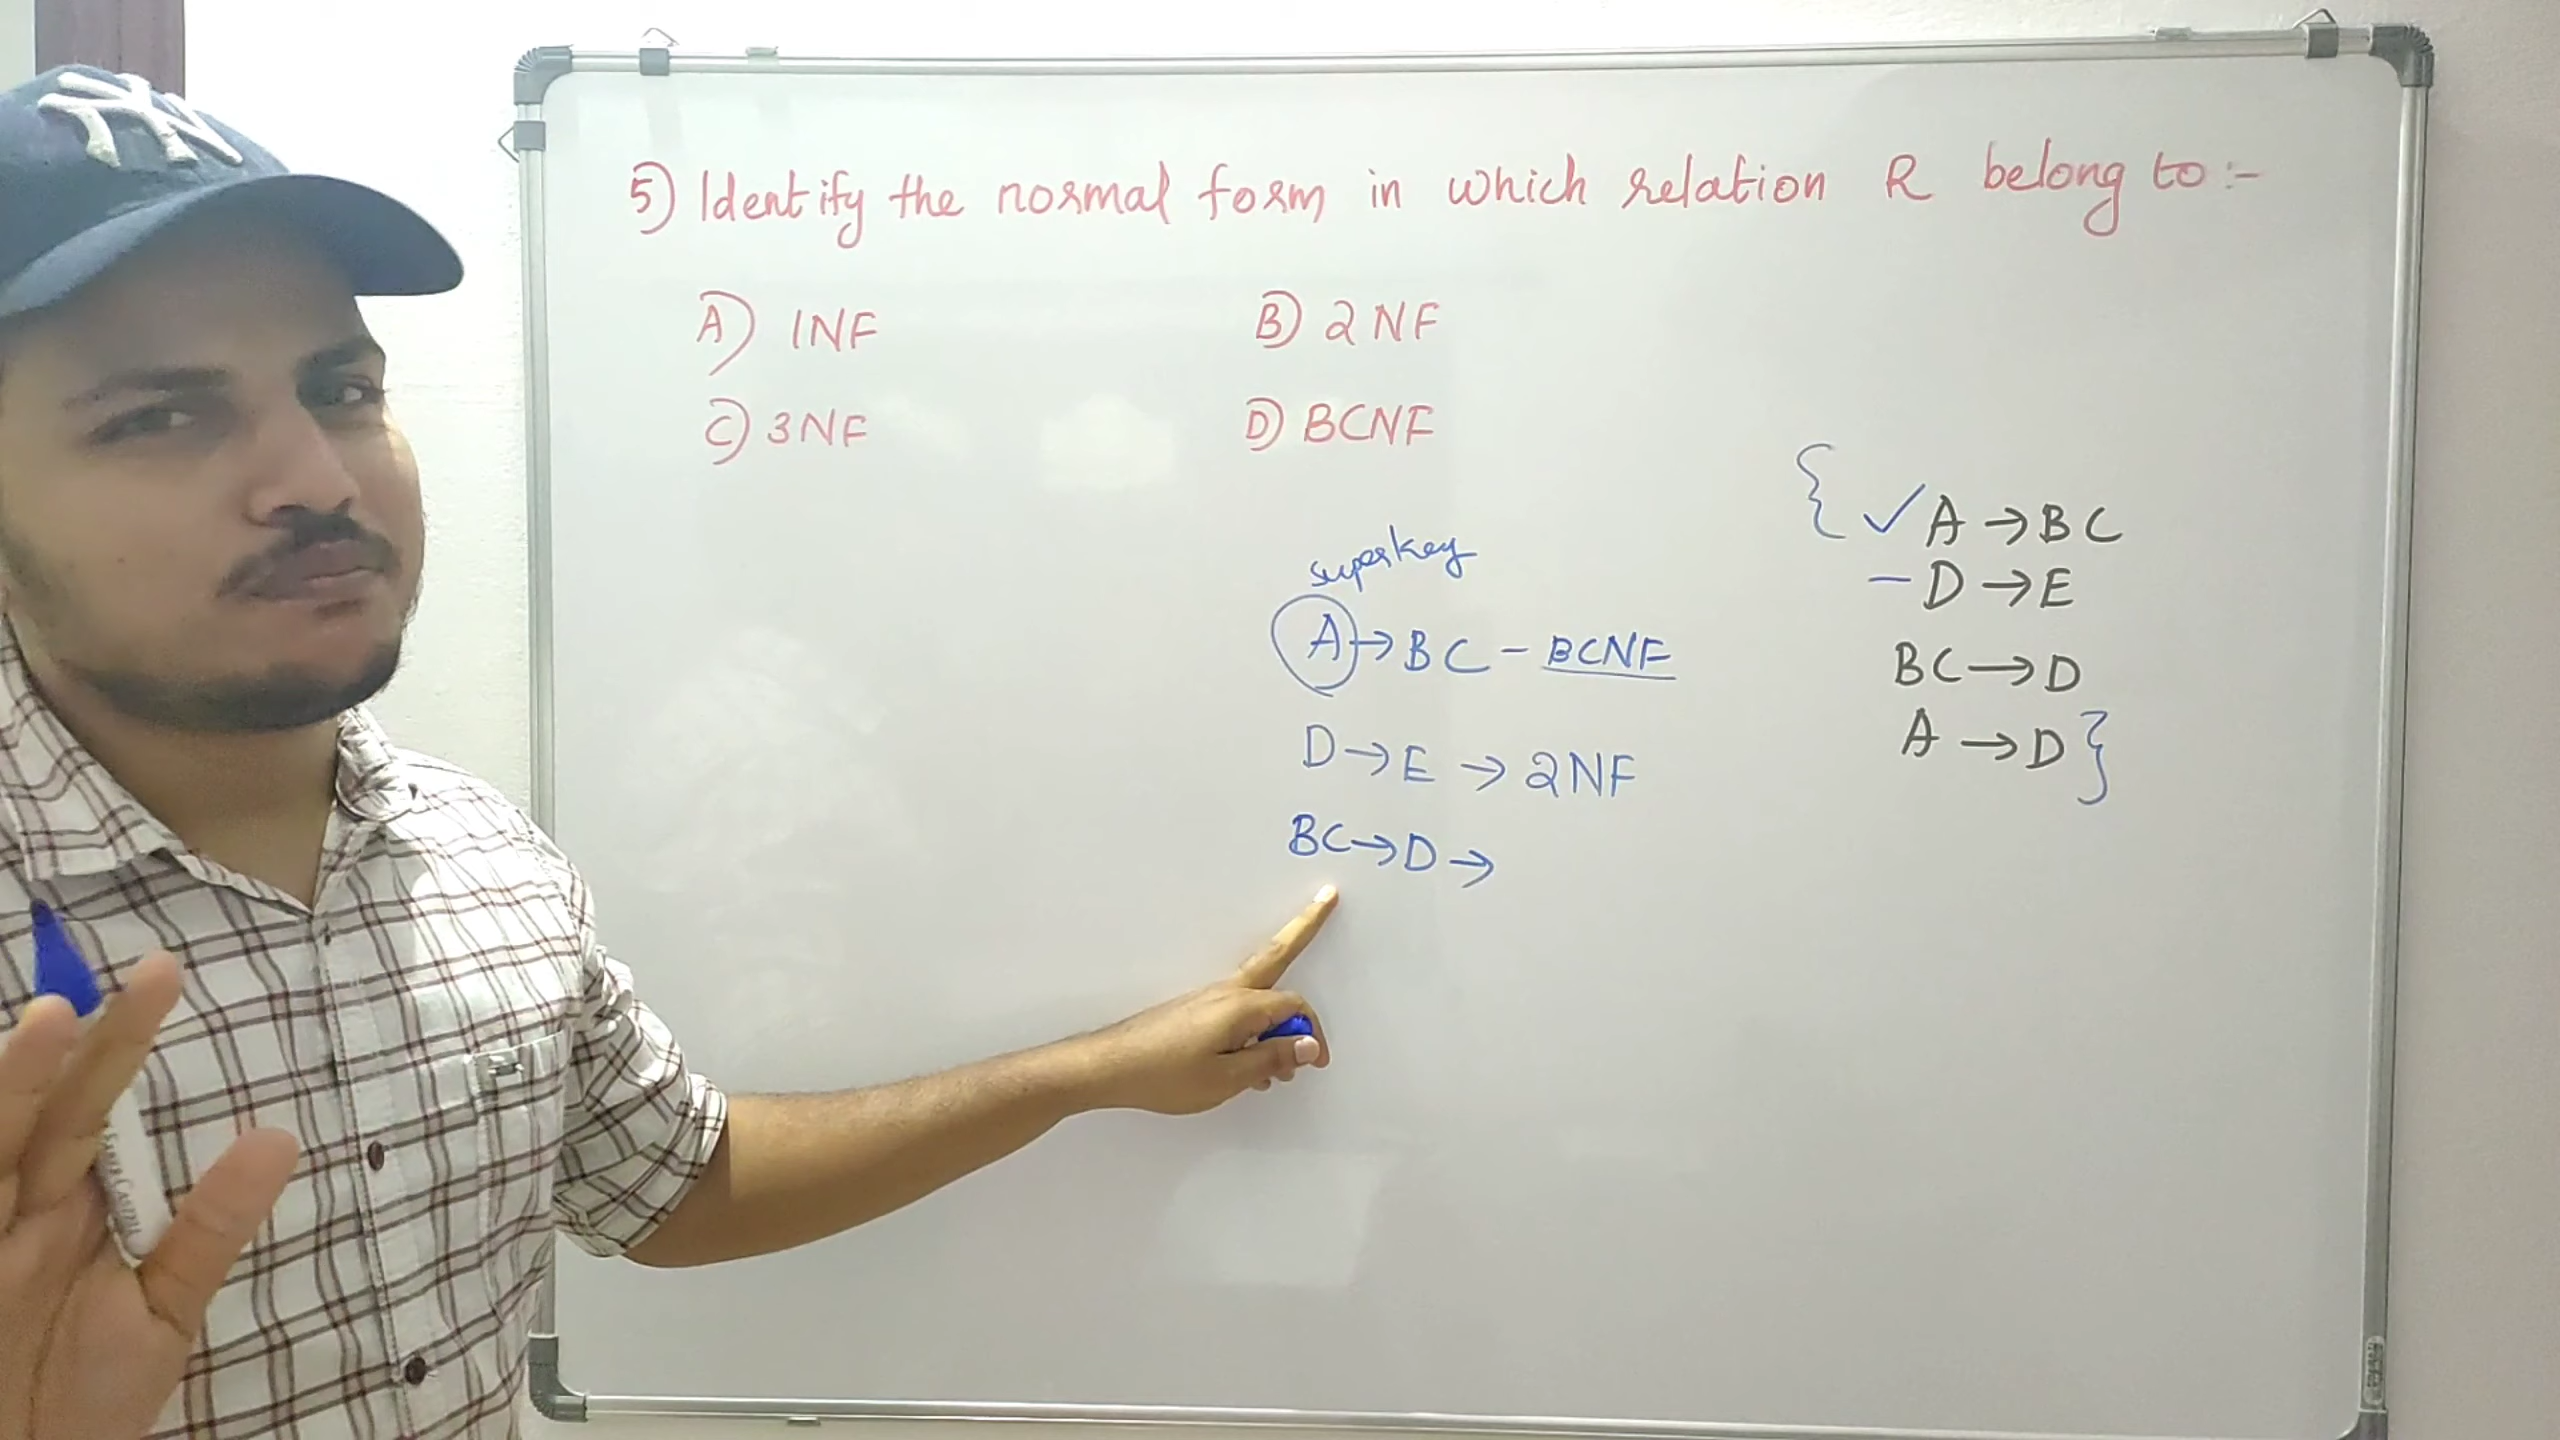 5) Identify the normal form in which relation R belong to :-
A) 1NF
B) 2NF
C) 3NF
D) BCNF
superkey
A → BC - BCNF
D → E → 2NF
BC → D →
{ ✓ A → BC
- D → E
BC → D
A → D }
NY